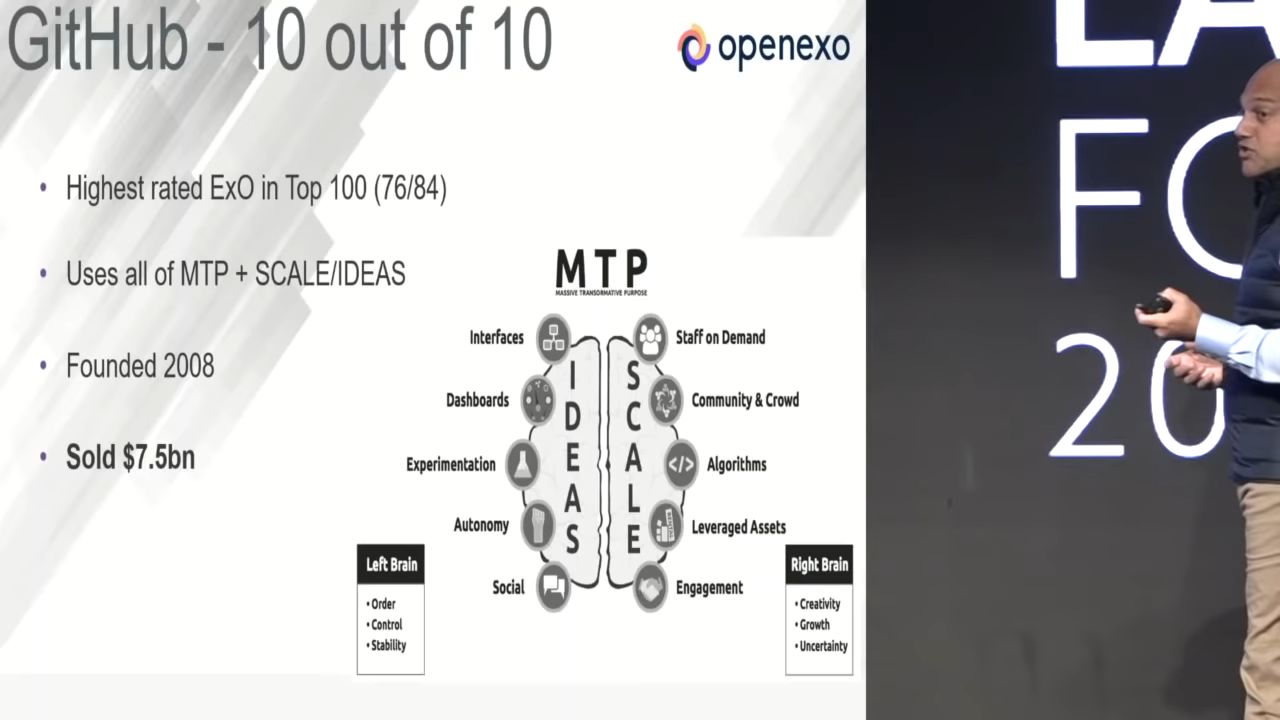 GitHub - 10 out of 10
openexo
• Highest rated ExO in Top 100 (76/84)
• Uses all of MTP + SCALE/IDEAS
• Founded 2008
• Sold $7.5bn
MTP
MASSIVE TRANSORMATIVE PURPOSE
Interfaces
Dashboards
Experimentation
Autonomy
Social
IDEAS
SCALE
Staff on Demand
Community & Crowd
</> Algorithms
Leveraged Assets
Engagement
Left Brain
• Order
• Control
• Stability
Right Brain
• Creativity
• Growth
• Uncertainty
LA
FO
20